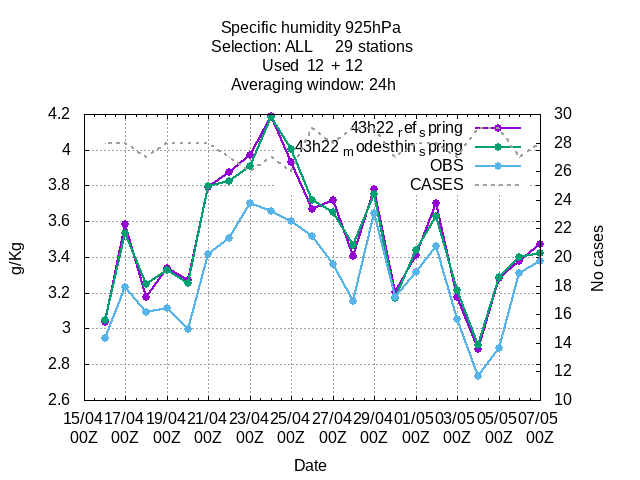 Specific humidity 925hPa
Selection: ALL 29 stations
Used 12 + 12
Averaging window: 24h
4.2
4
3.8
3.6
3.4
3.2
3
2.8
2.6
30
28
26
24
22
20
18
16
14
12
10
43h22 ref spring
43h22 modesthin spring
OBS
CASES
g/Kg
No cases
15/04 17/04 19/04 21/04 23/04 25/04 27/04 29/04 01/05 03/05 05/05 07/05
00Z 00Z 00Z 00Z 00Z 00Z 00Z 00Z 00Z 00Z 00Z 00Z
Date